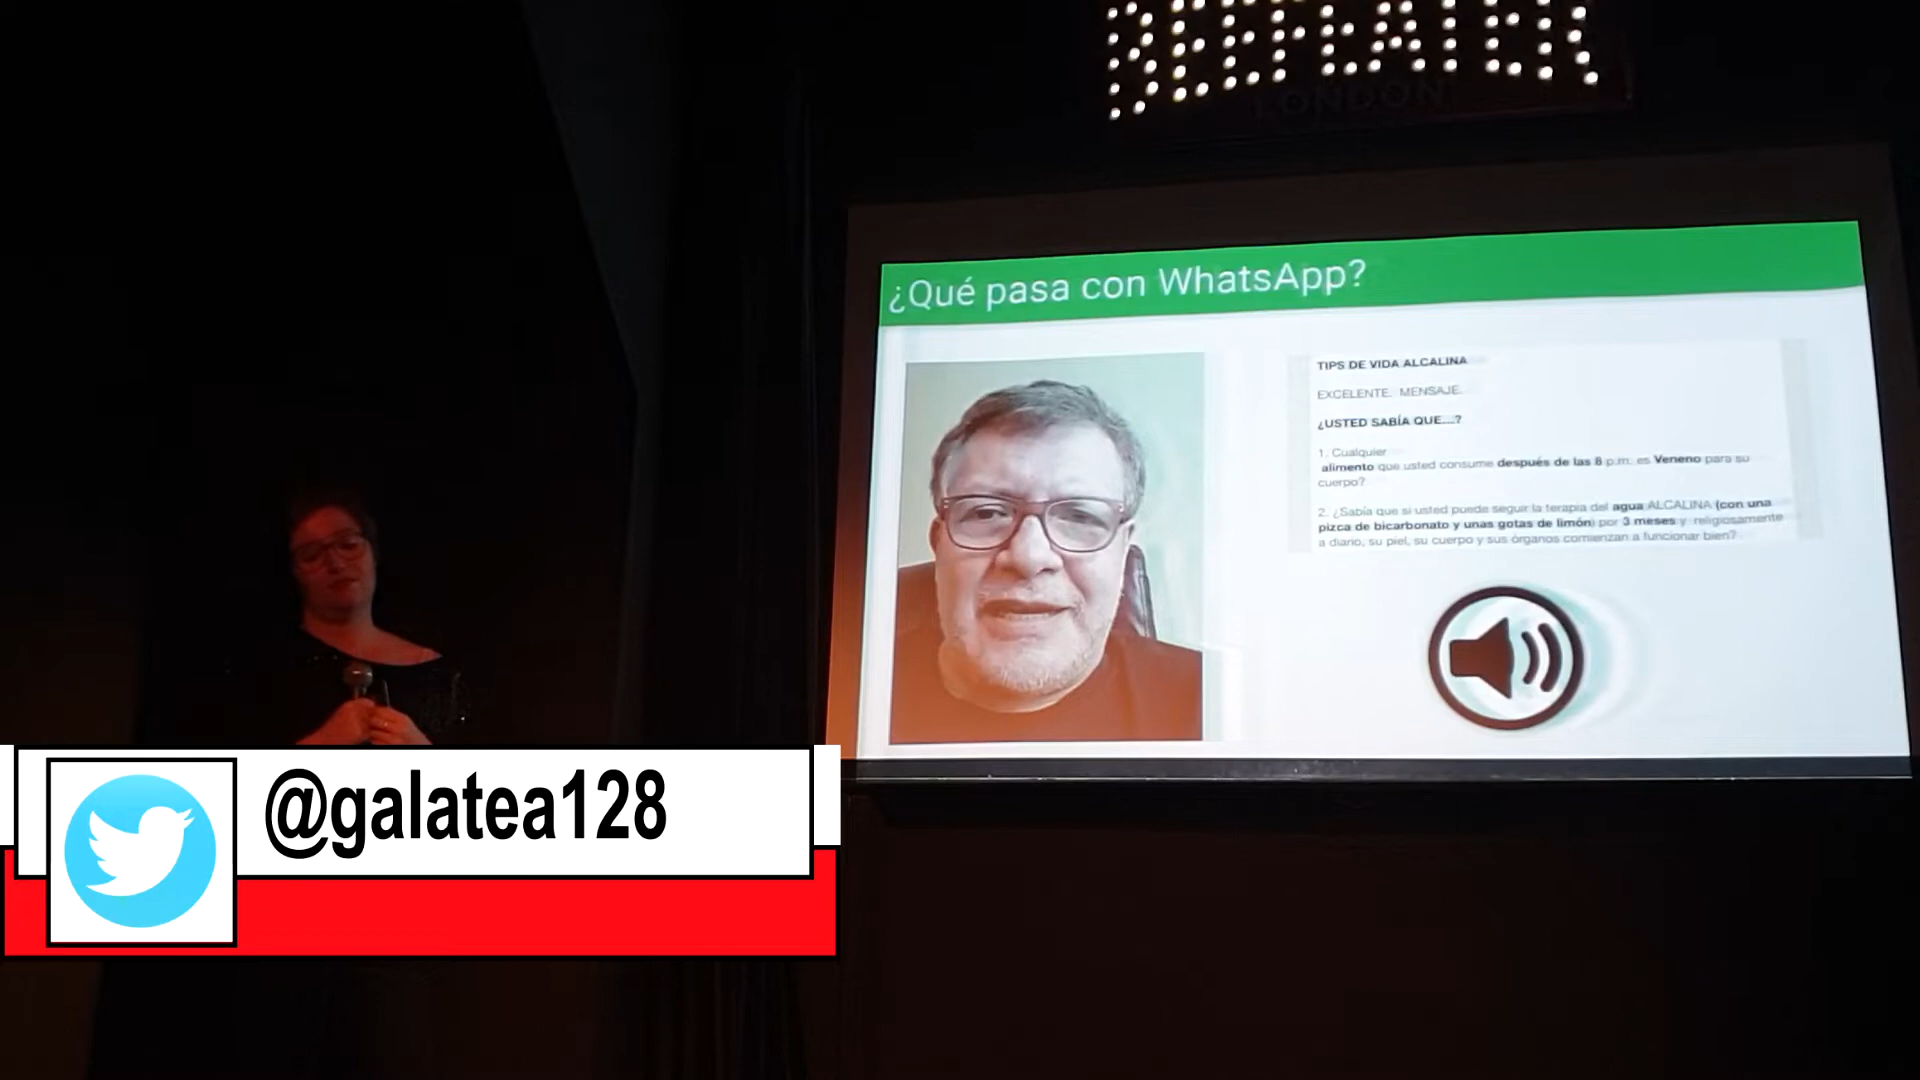 BEEFEATER
LONDON
¿Qué pasa con WhatsApp?
TIPS DE VIDA ALCALINA
EXCELENTE. MENSAJE.
¿USTED SABÍA QUE....?
1. Cualquier
alimento que usted consume después de las 8 p.m. es Veneno para su
cuerpo?
2. ¿Sabía que si usted puede seguir la terapia del agua ALCALINA (con una
pizca de bicarbonato y unas gotas de limón) por 3 meses y religiosamente
a diario, su piel, su cuerpo y sus órganos comienzan a funcionar bien?
@galatea128